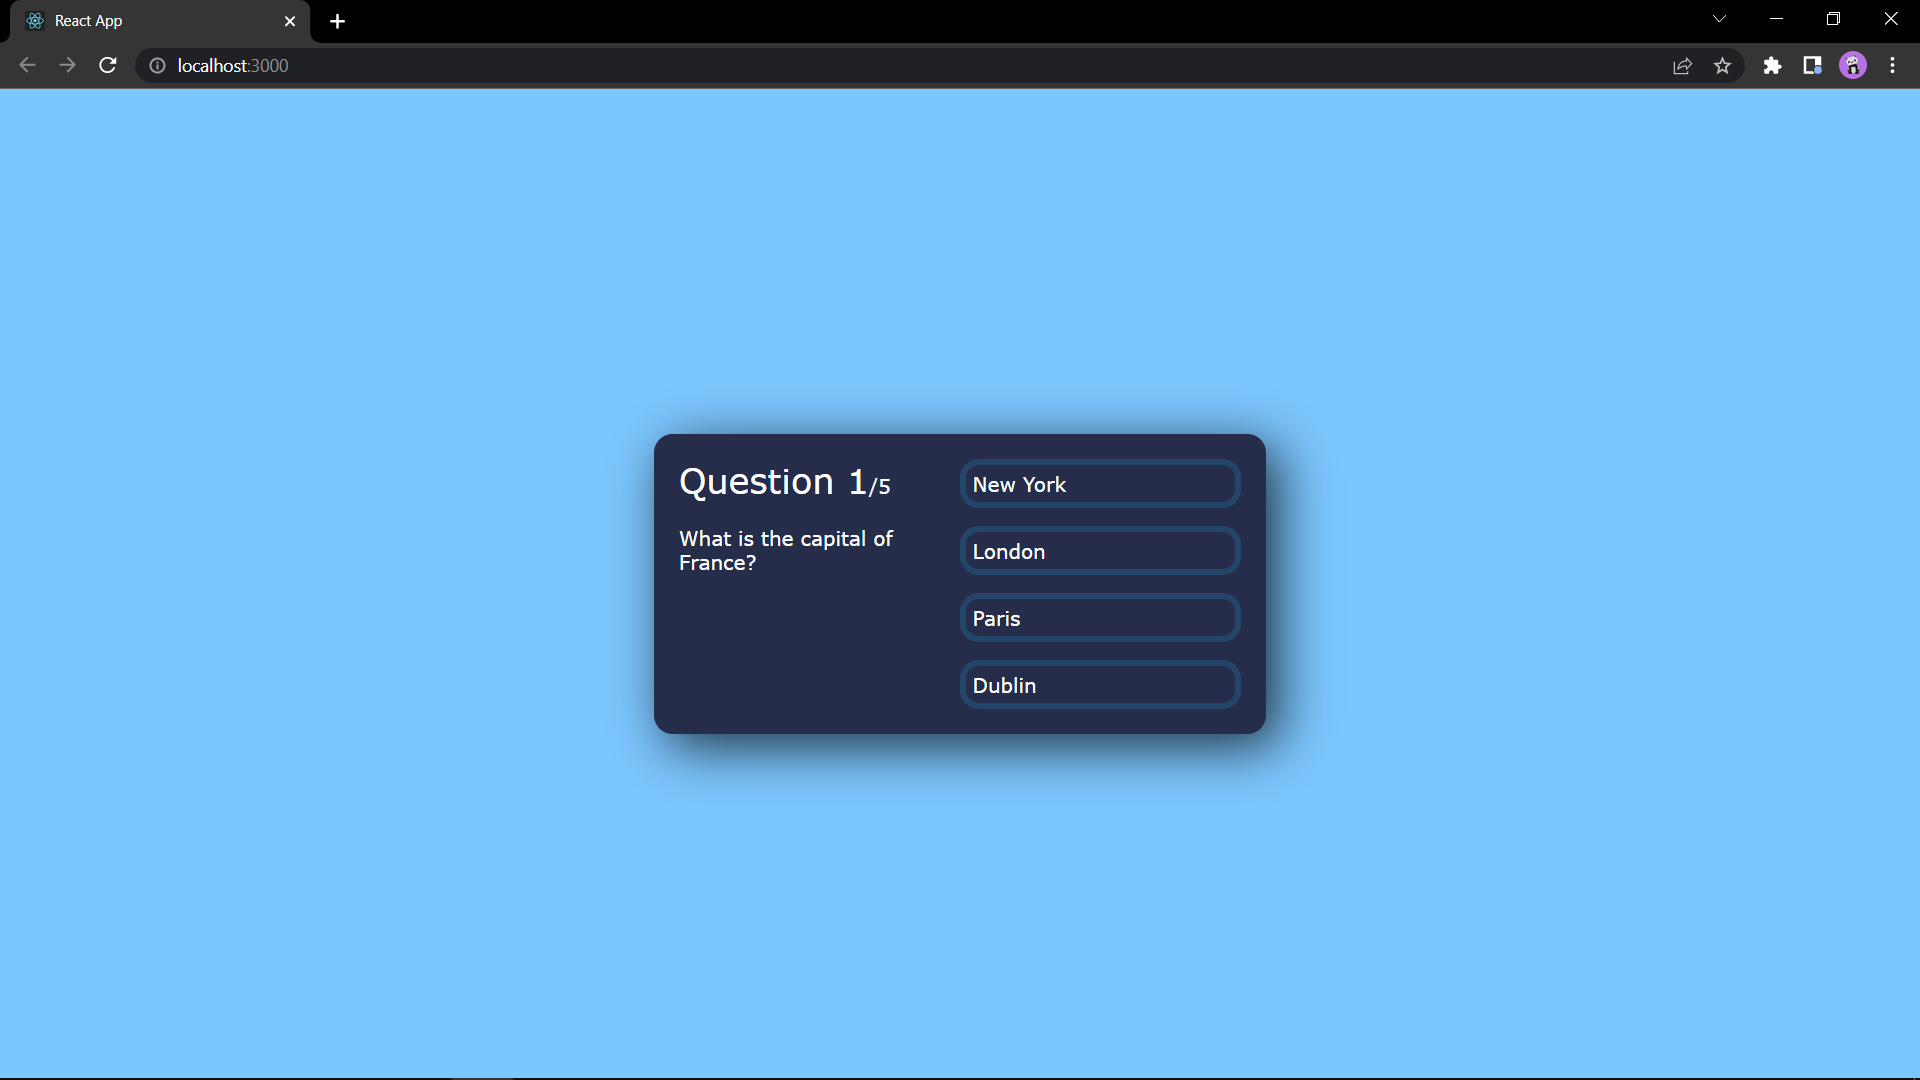 React App
localhost:3000
Question 1/5
What is the capital of
France?
New York
London
Paris
Dublin